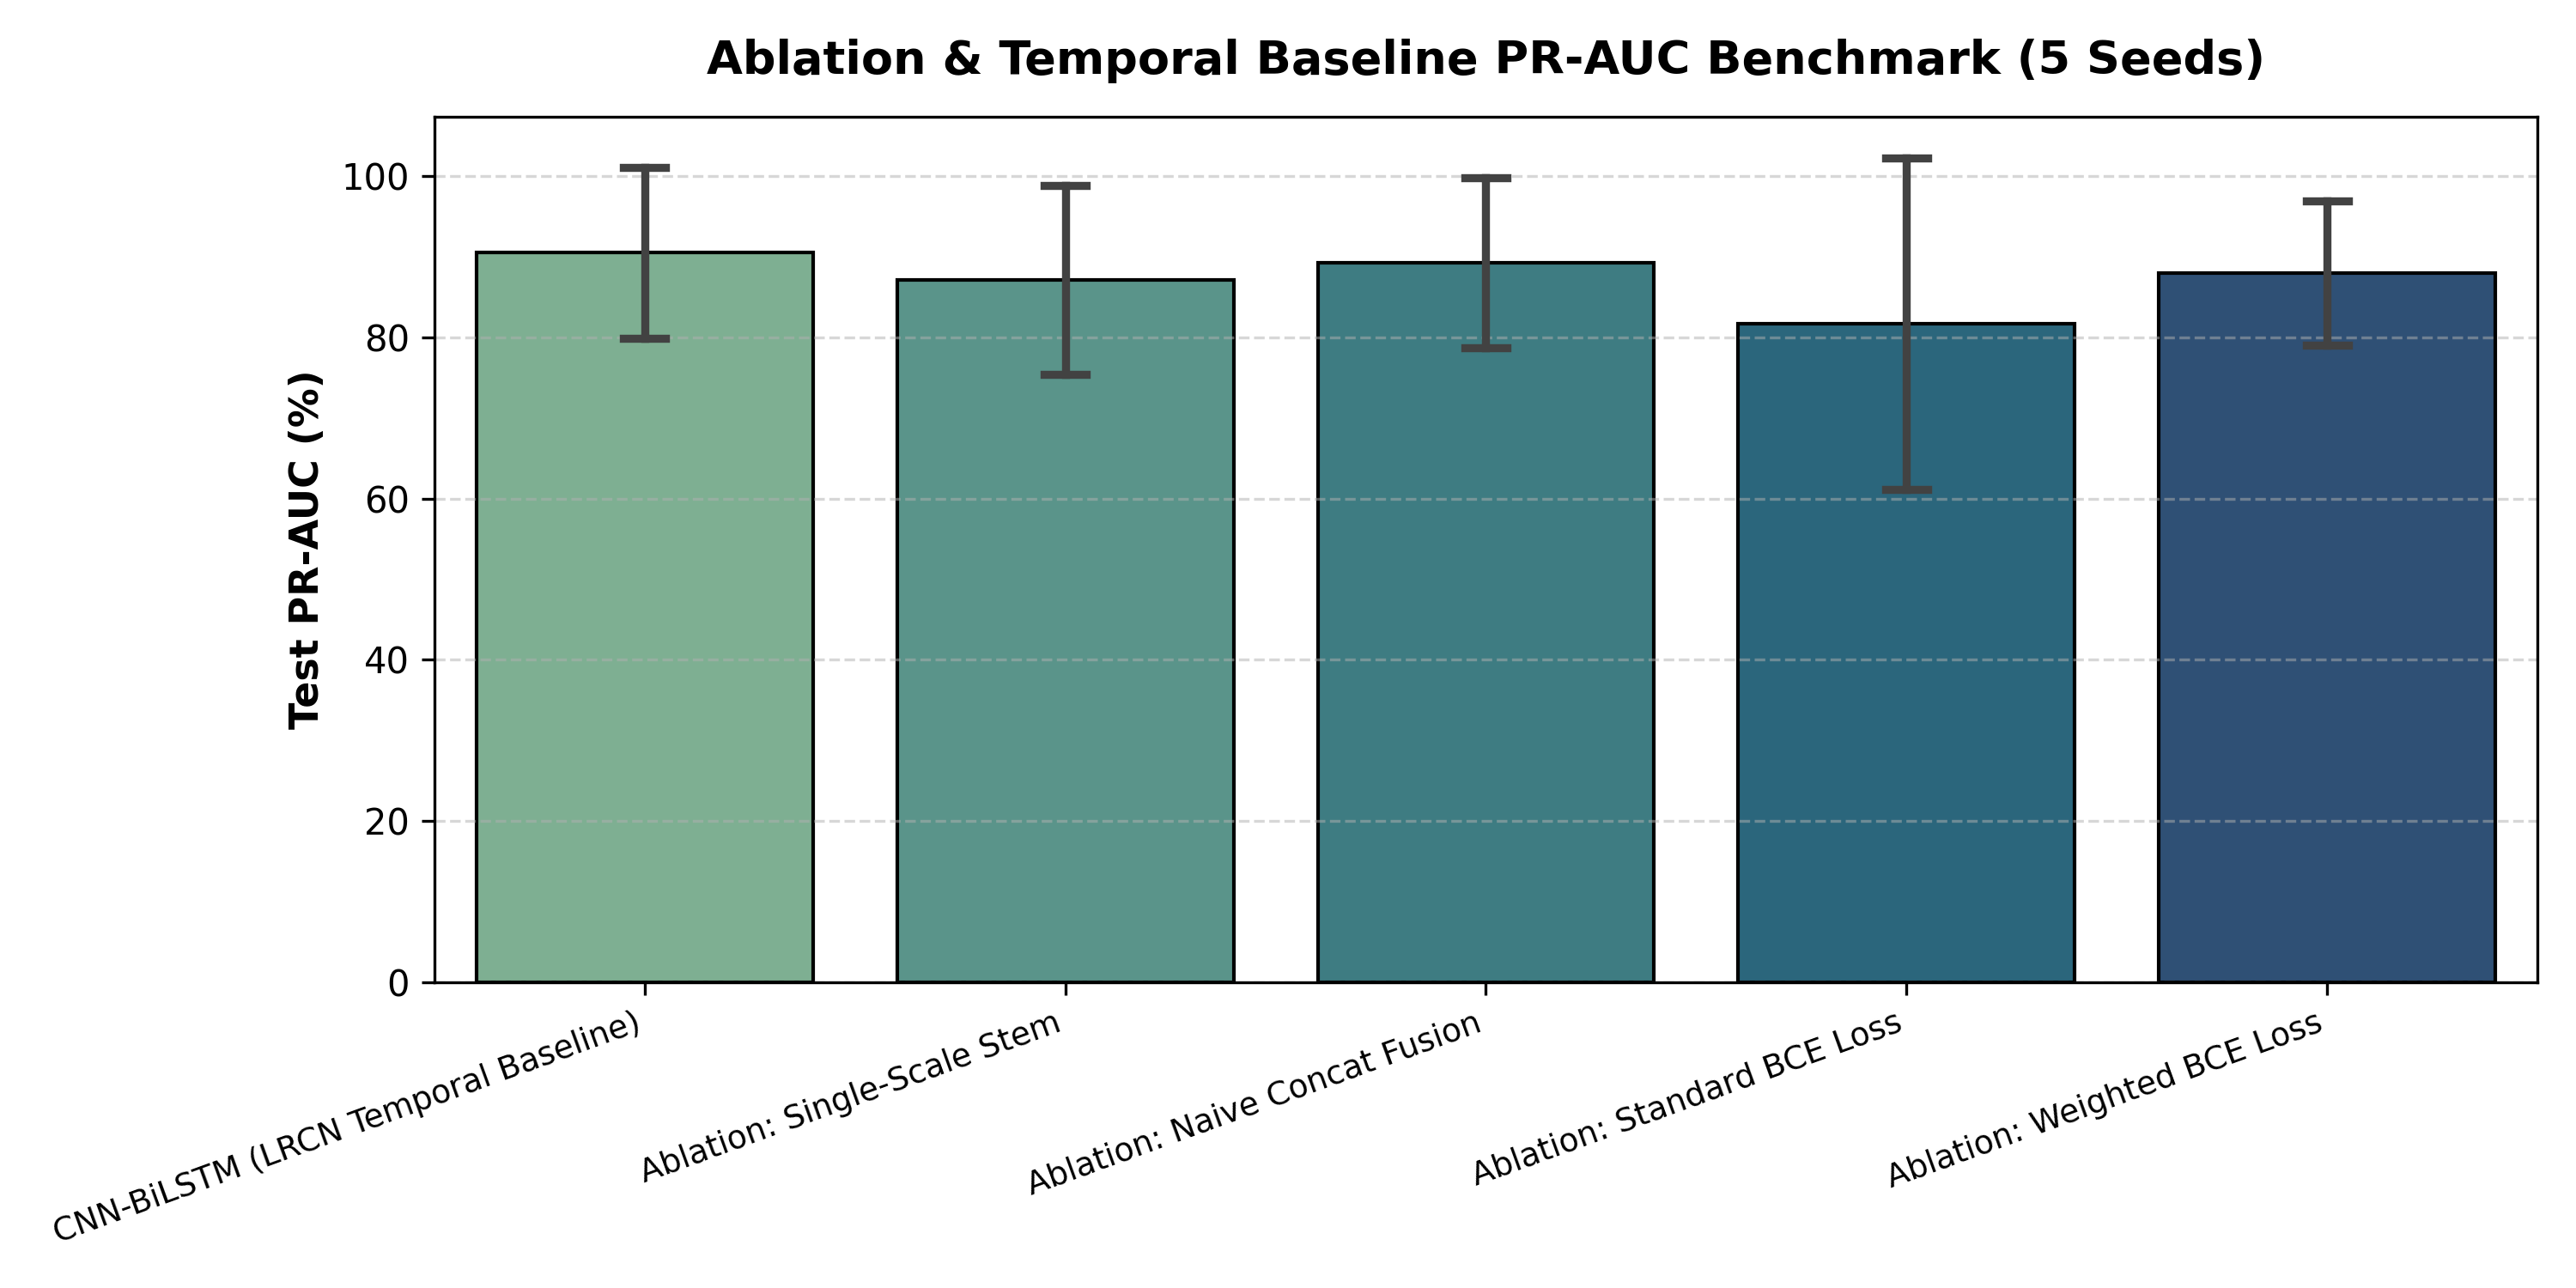 Ablation & Temporal Baseline PR-AUC Benchmark (5 Seeds)
Test PR-AUC (%)
100
80
60
40
20
0
CNN-BiLSTM (LRCN Temporal Baseline)
Ablation: Single-Scale Stem
Ablation: Naive Concat Fusion
Ablation: Standard BCE Loss
Ablation: Weighted BCE Loss